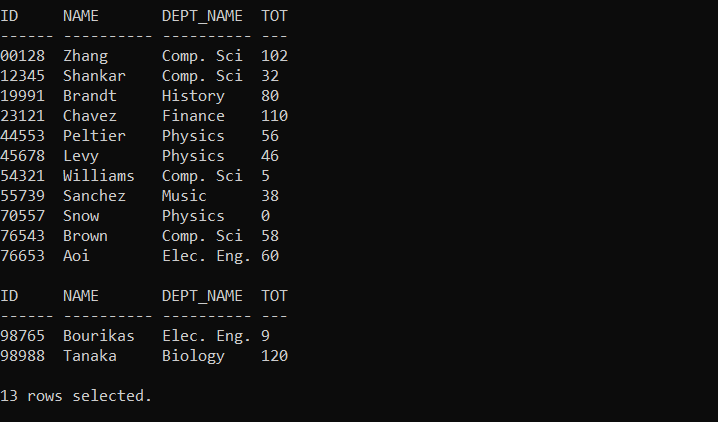 ID     NAME       DEPT_NAME  TOT
------ ---------- ---------- ---
00128  Zhang      Comp. Sci  102
12345  Shankar    Comp. Sci  32
19991  Brandt     History    80
23121  Chavez     Finance    110
44553  Peltier    Physics    56
45678  Levy       Physics    46
54321  Williams   Comp. Sci  5
55739  Sanchez    Music      38
70557  Snow       Physics    0
76543  Brown      Comp. Sci  58
76653  Aoi        Elec. Eng. 60

ID     NAME       DEPT_NAME  TOT
------ ---------- ---------- ---
98765  Bourikas   Elec. Eng. 9
98988  Tanaka     Biology    120

13 rows selected.